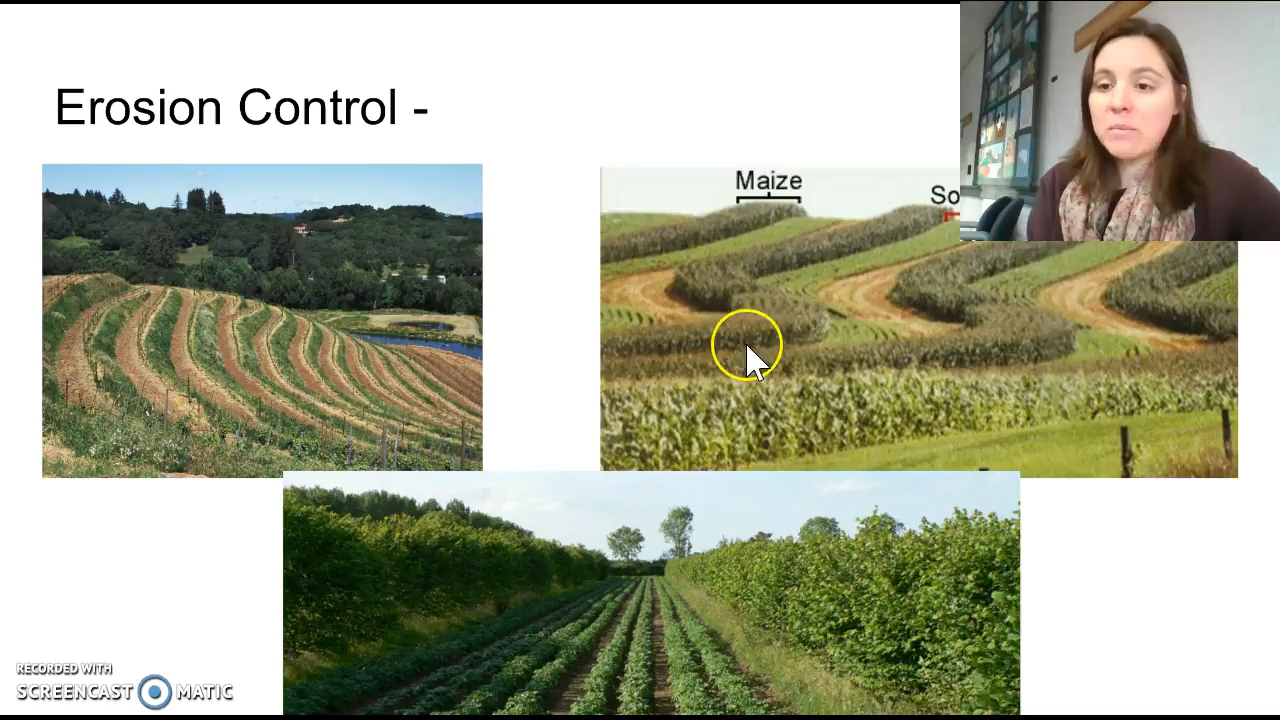 Erosion Control -
Maize
So
RECORDED WITH
SCREENCAST MATIC